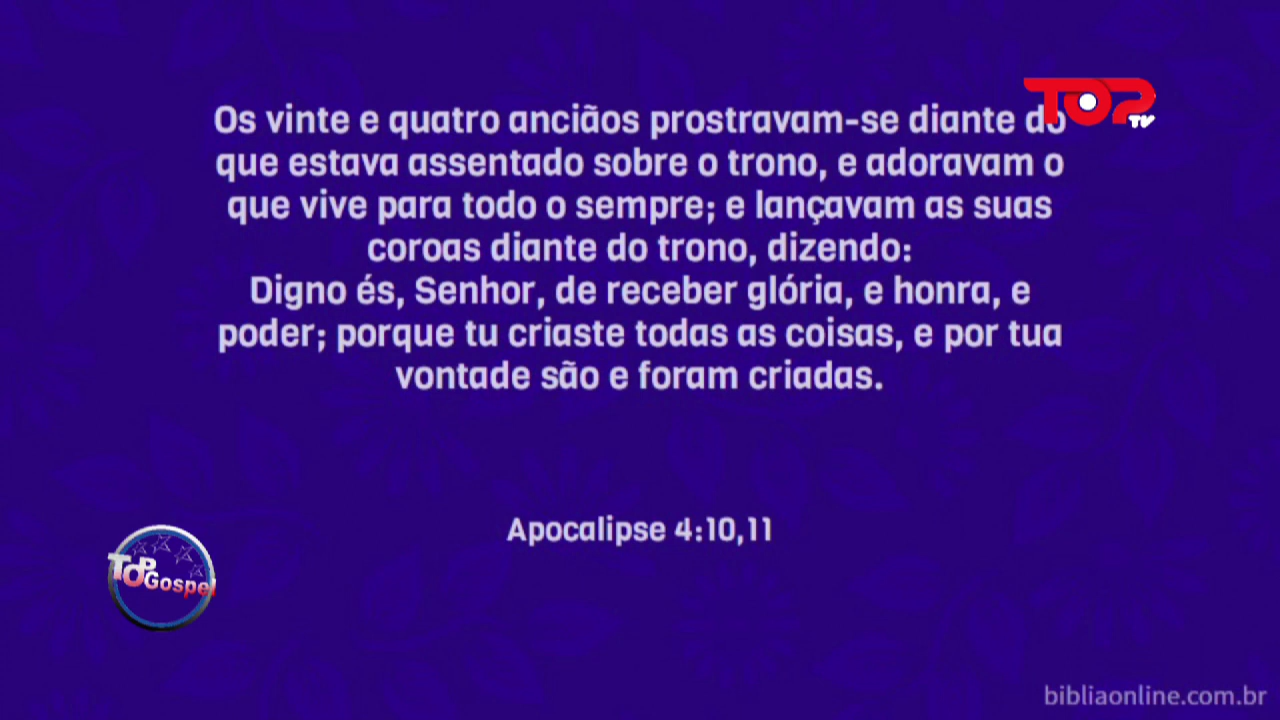 TOP
TV
Os vinte e quatro anciãos prostravam-se diante do
que estava assentado sobre o trono, e adoravam o
que vive para todo o sempre; e lançavam as suas
coroas diante do trono, dizendo:
Digno és, Senhor, de receber glória, e honra, e
poder; porque tu criaste todas as coisas, e por tua
vontade são e foram criadas.
Apocalipse 4:10,11
TOP
Gospel
bibliaonline.com.br